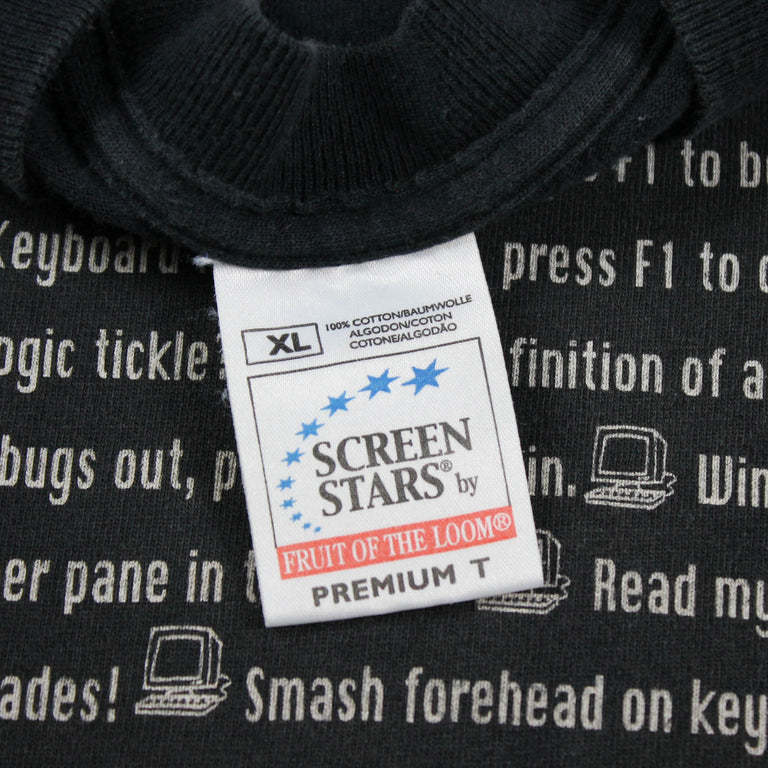 F1 to b
Keyboard press F1 to
XL 100% COTTON/BAUMWOLLE
ALGODON/COTON
COTONE/ALGODÃO
ogic tickle? finition of a
SCREEN
STARS® by
bugs out, p in. Win
FRUIT OF THE LOOM®
PREMIUM T
er pane in t Read my
ades! Smash forehead on key